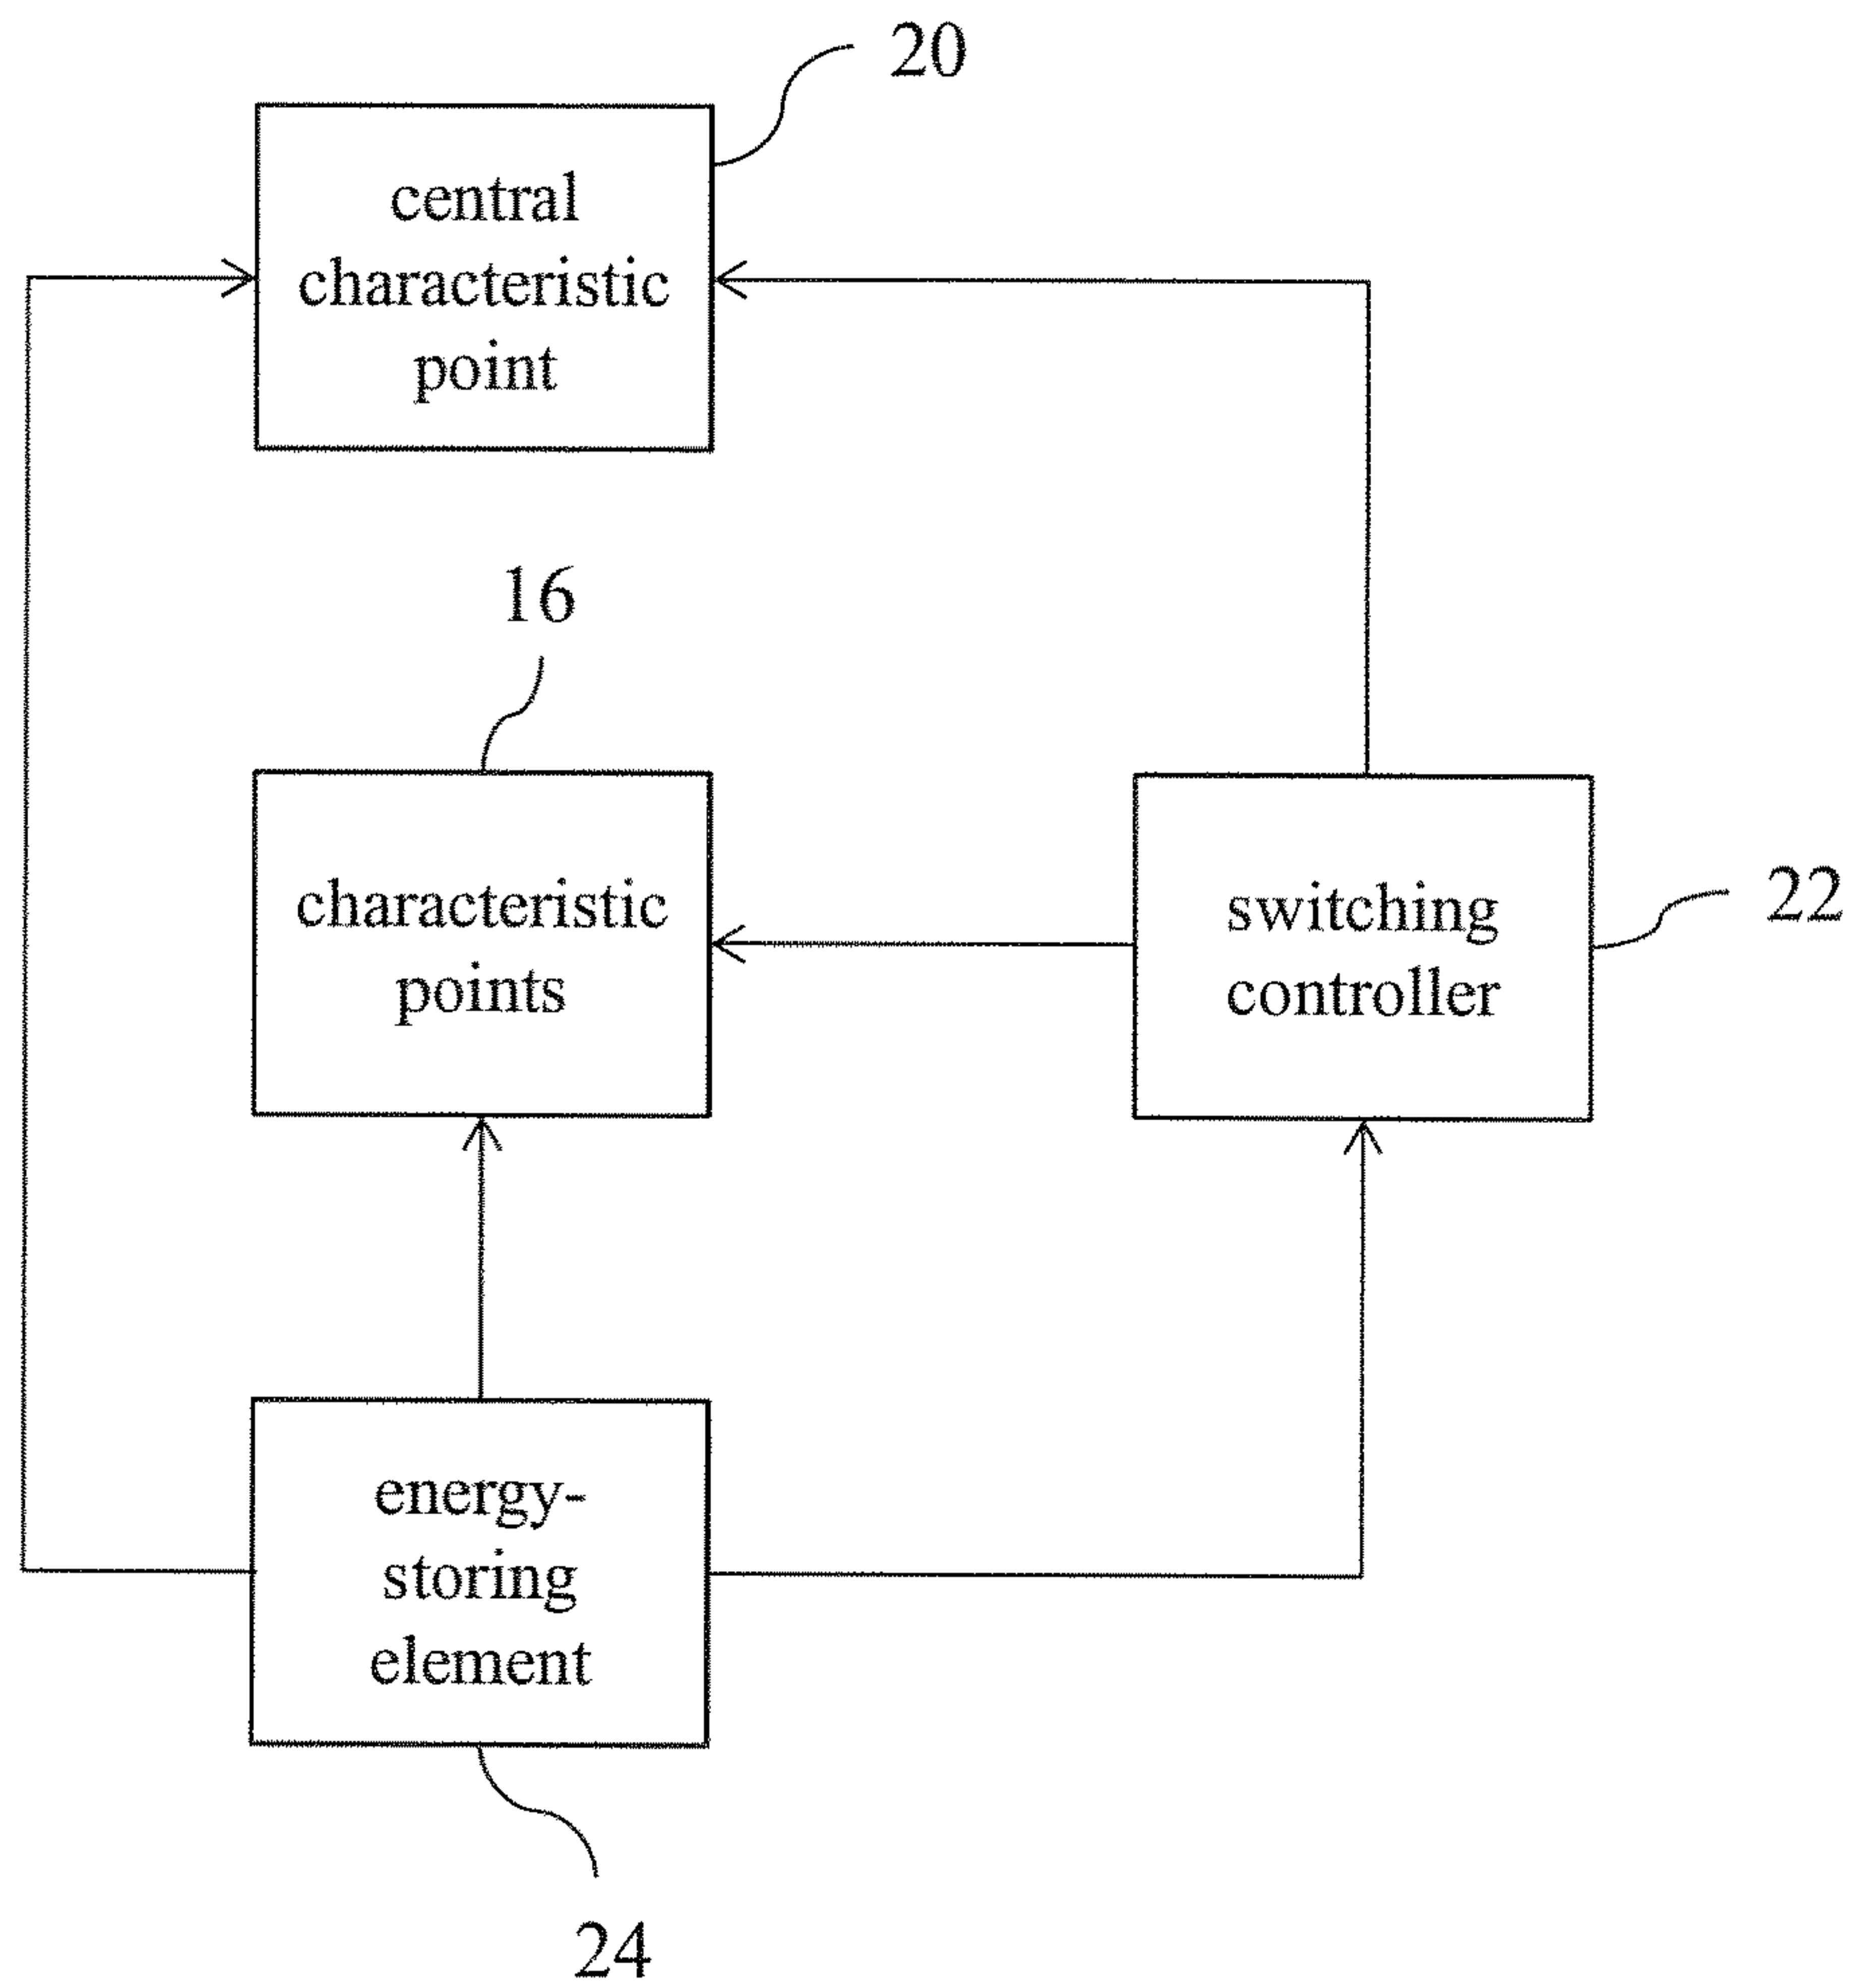 20
central
characteristic
point
16
characteristic
points
switching
controller
22
energy-
storing
element
24